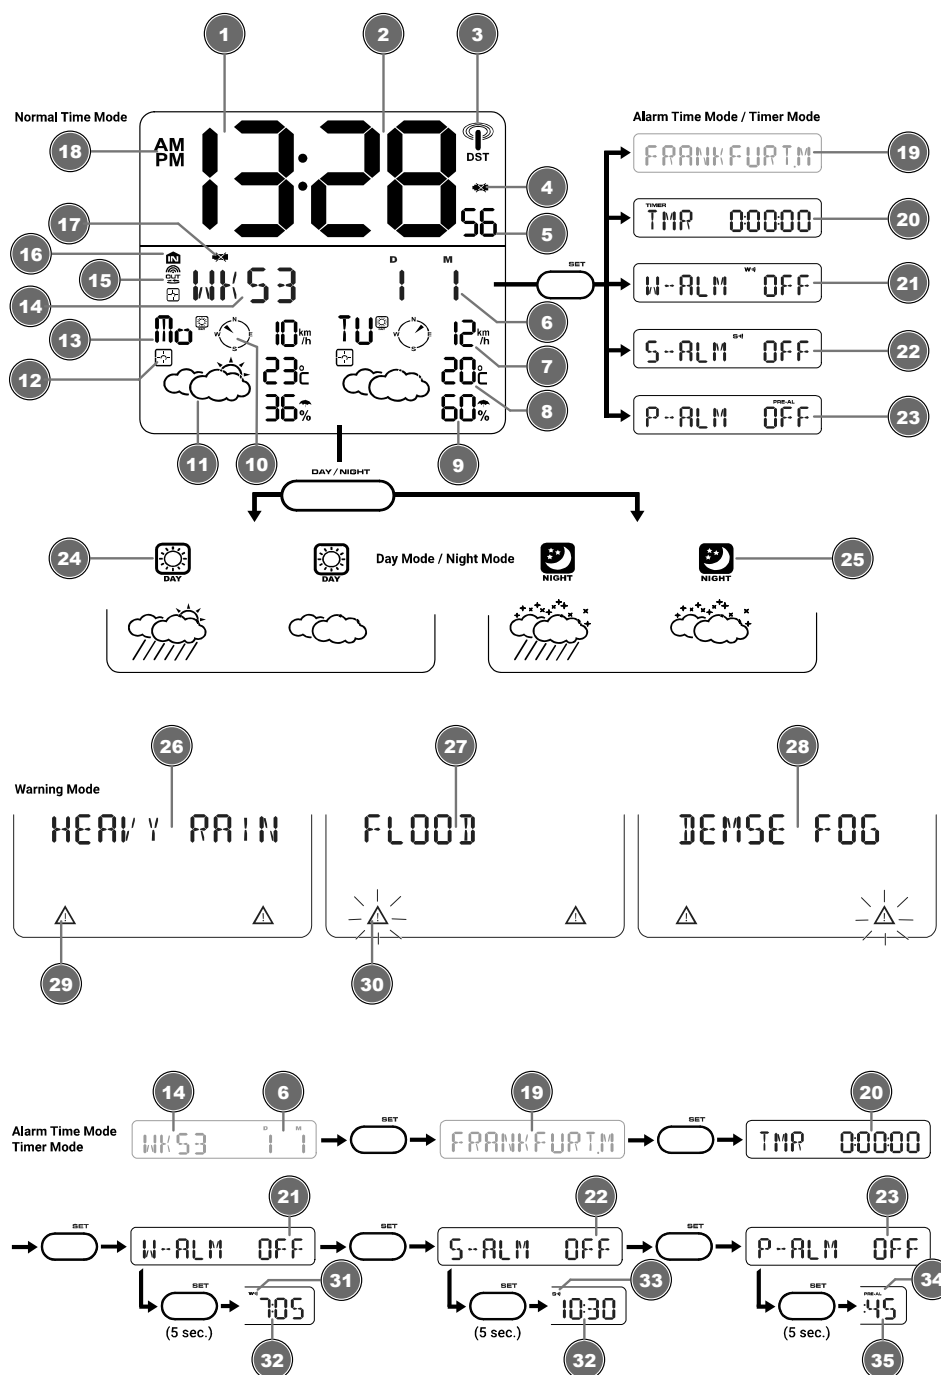 1 2 3
Normal Time Mode
Alarm Time Mode / Timer Mode
18 AM PM 13:28 DST
19 FRANKFURT.M
4
17 56 5
TIMER
TMR 0:00:00 20
16 IN
15 OUT
SET
14 WK 53 D 1 M 1
W-ALM OFF 21
6
13 Mo N E S W 10 km/h TU N E S W 12 km/h 7
S-ALM OFF 22
12 23°C 20°C 8
36% 60%
PRE-AL
P-ALM OFF 23
11 10 9
DAY / NIGHT
24 DAY DAY Day Mode / Night Mode NIGHT NIGHT 25
26 27 28
Warning Mode
HEAVY RAIN FLOOD DEMSE FOG
29 30
14 6 19 20
Alarm Time Mode
Timer Mode
D M
WK53 1 1 SET FRANKFURT.M SET TMR 0:00:00
21 22 23
SET W-ALM OFF SET S-ALM OFF SET P-ALM OFF
31 33 34
SET 7:05 SET 10:30 SET PRE-AL :45
(5 sec.) (5 sec.) (5 sec.)
32 32 35